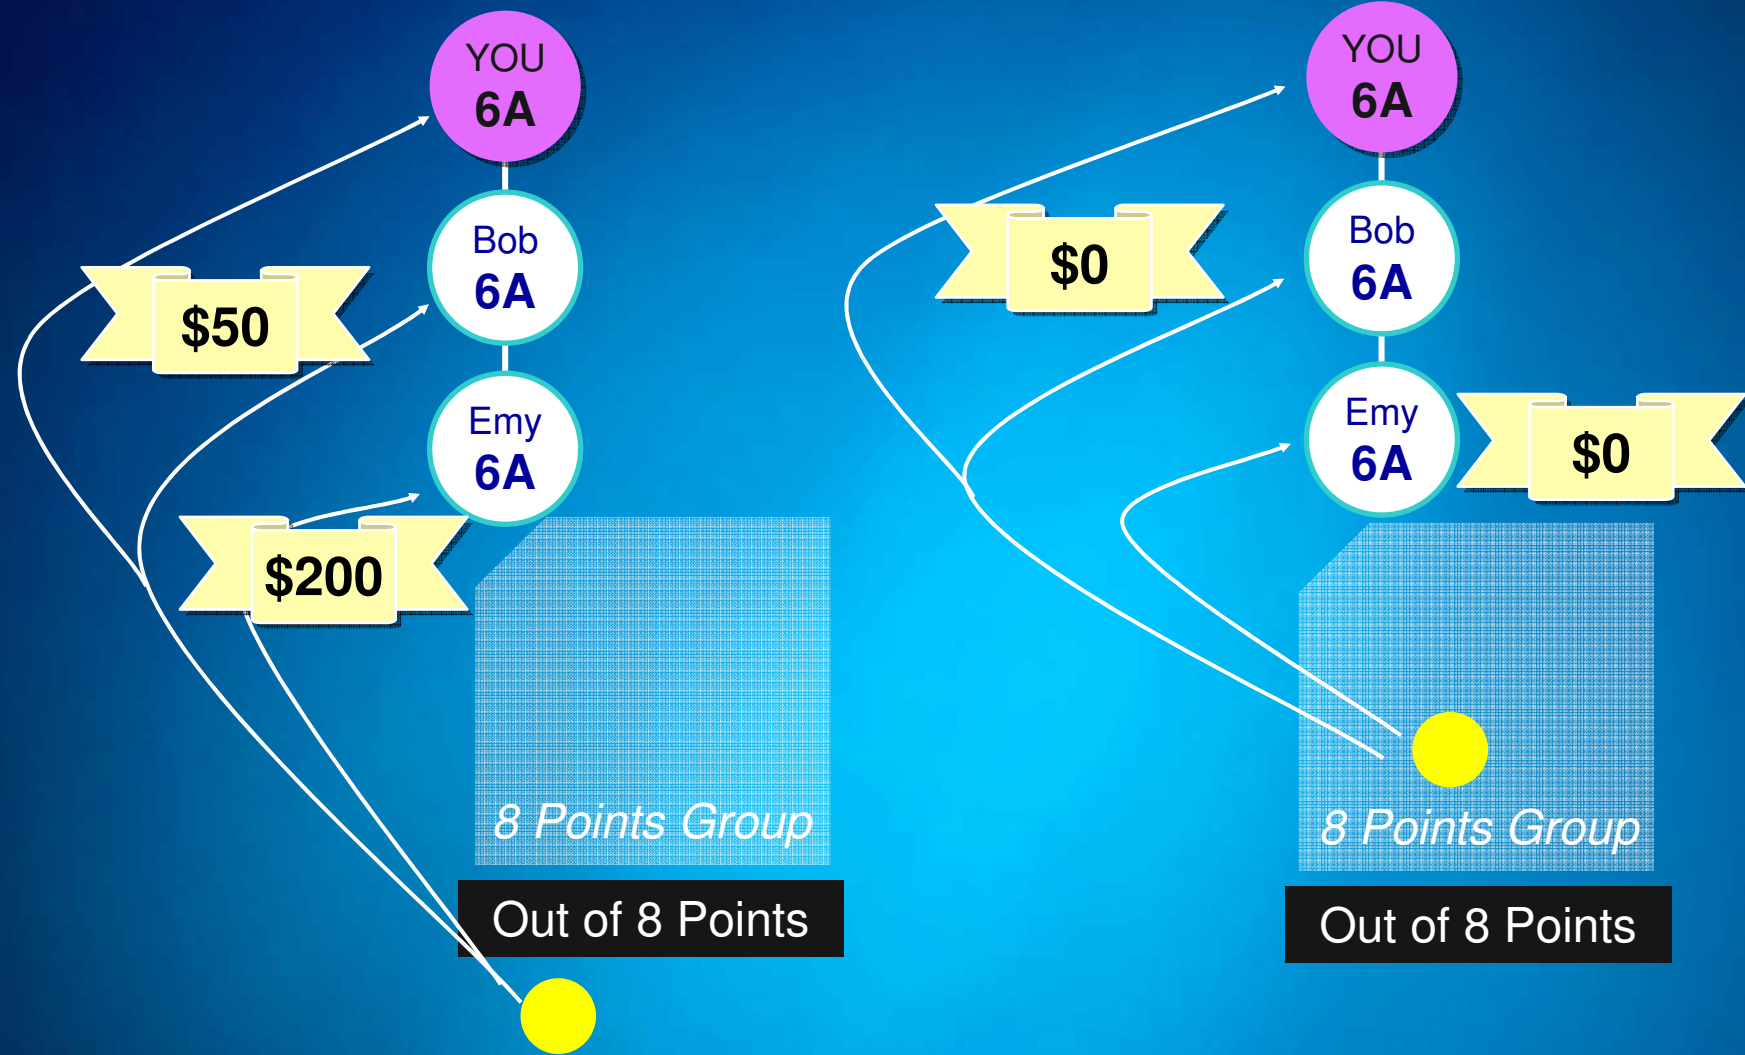 YOU
6A
Bob
6A
$50
Emy
6A
$200
8 Points Group
Out of 8 Points
YOU
6A
$0
Bob
6A
Emy
6A
$0
8 Points Group
Out of 8 Points